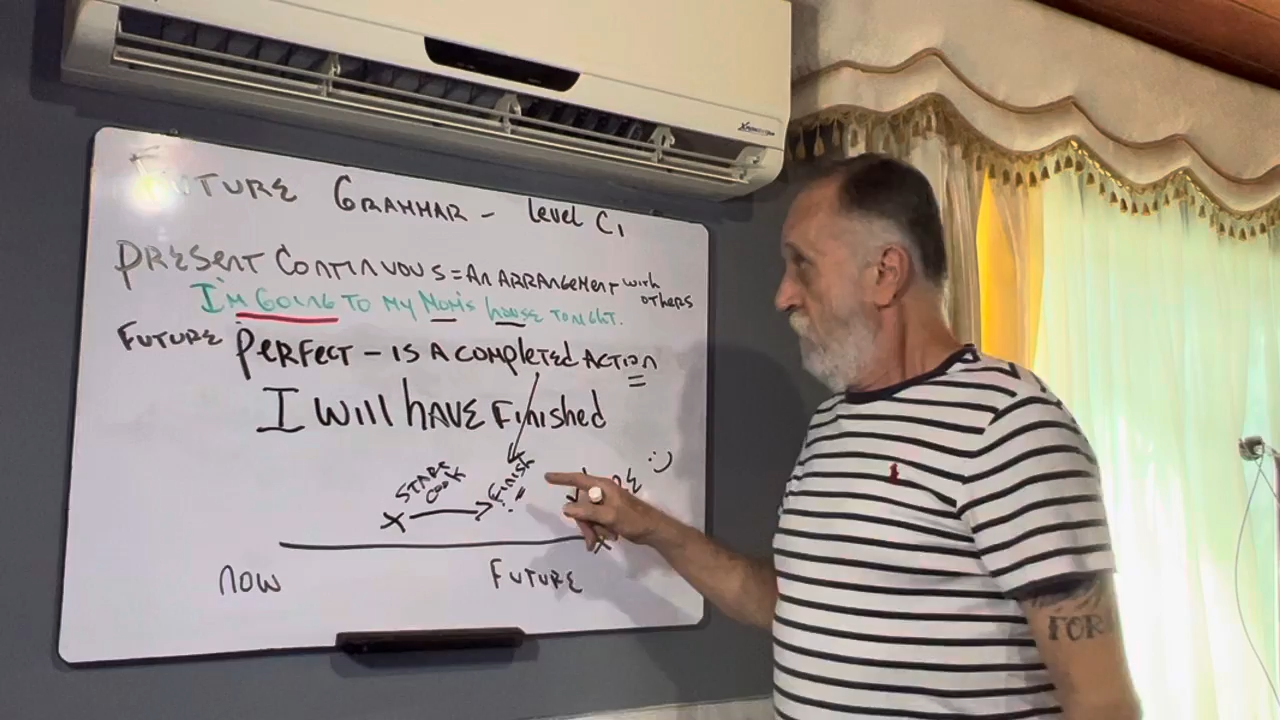 FUTURE GRAMMAR - Level C1
PRESENT CONTINUOUS = AN ARRANGEMENT with others
I'm GOING TO MY Mom's house TONIGHT.
FUTURE PERFECT - IS A COMPLETED ACTION
I WILL HAVE Finished
START COOK
FINISH
NOW FUTURE
FOR